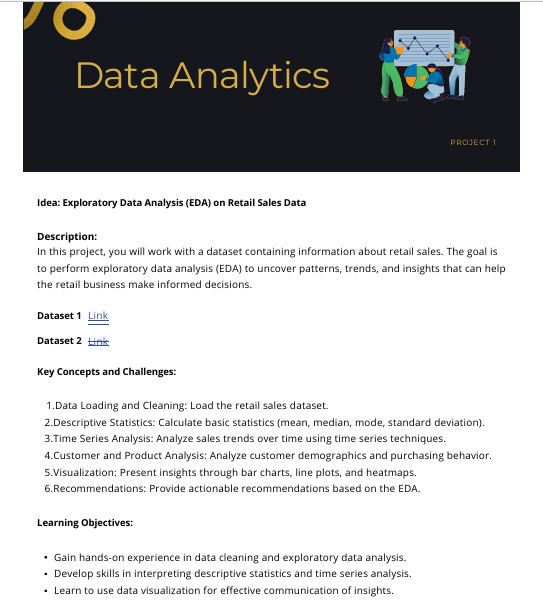 Data Analytics
PROJECT 1
Idea: Exploratory Data Analysis (EDA) on Retail Sales Data
Description:
In this project, you will work with a dataset containing information about retail sales. The goal is
to perform exploratory data analysis (EDA) to uncover patterns, trends, and insights that can help
the retail business make informed decisions.
Dataset 1 Link
Dataset 2 Link
Key Concepts and Challenges:
1.Data Loading and Cleaning: Load the retail sales dataset.
2.Descriptive Statistics: Calculate basic statistics (mean, median, mode, standard deviation).
3.Time Series Analysis: Analyze sales trends over time using time series techniques.
4.Customer and Product Analysis: Analyze customer demographics and purchasing behavior.
5.Visualization: Present insights through bar charts, line plots, and heatmaps.
6.Recommendations: Provide actionable recommendations based on the EDA.
Learning Objectives:
• Gain hands-on experience in data cleaning and exploratory data analysis.
• Develop skills in interpreting descriptive statistics and time series analysis.
• Learn to use data visualization for effective communication of insights.